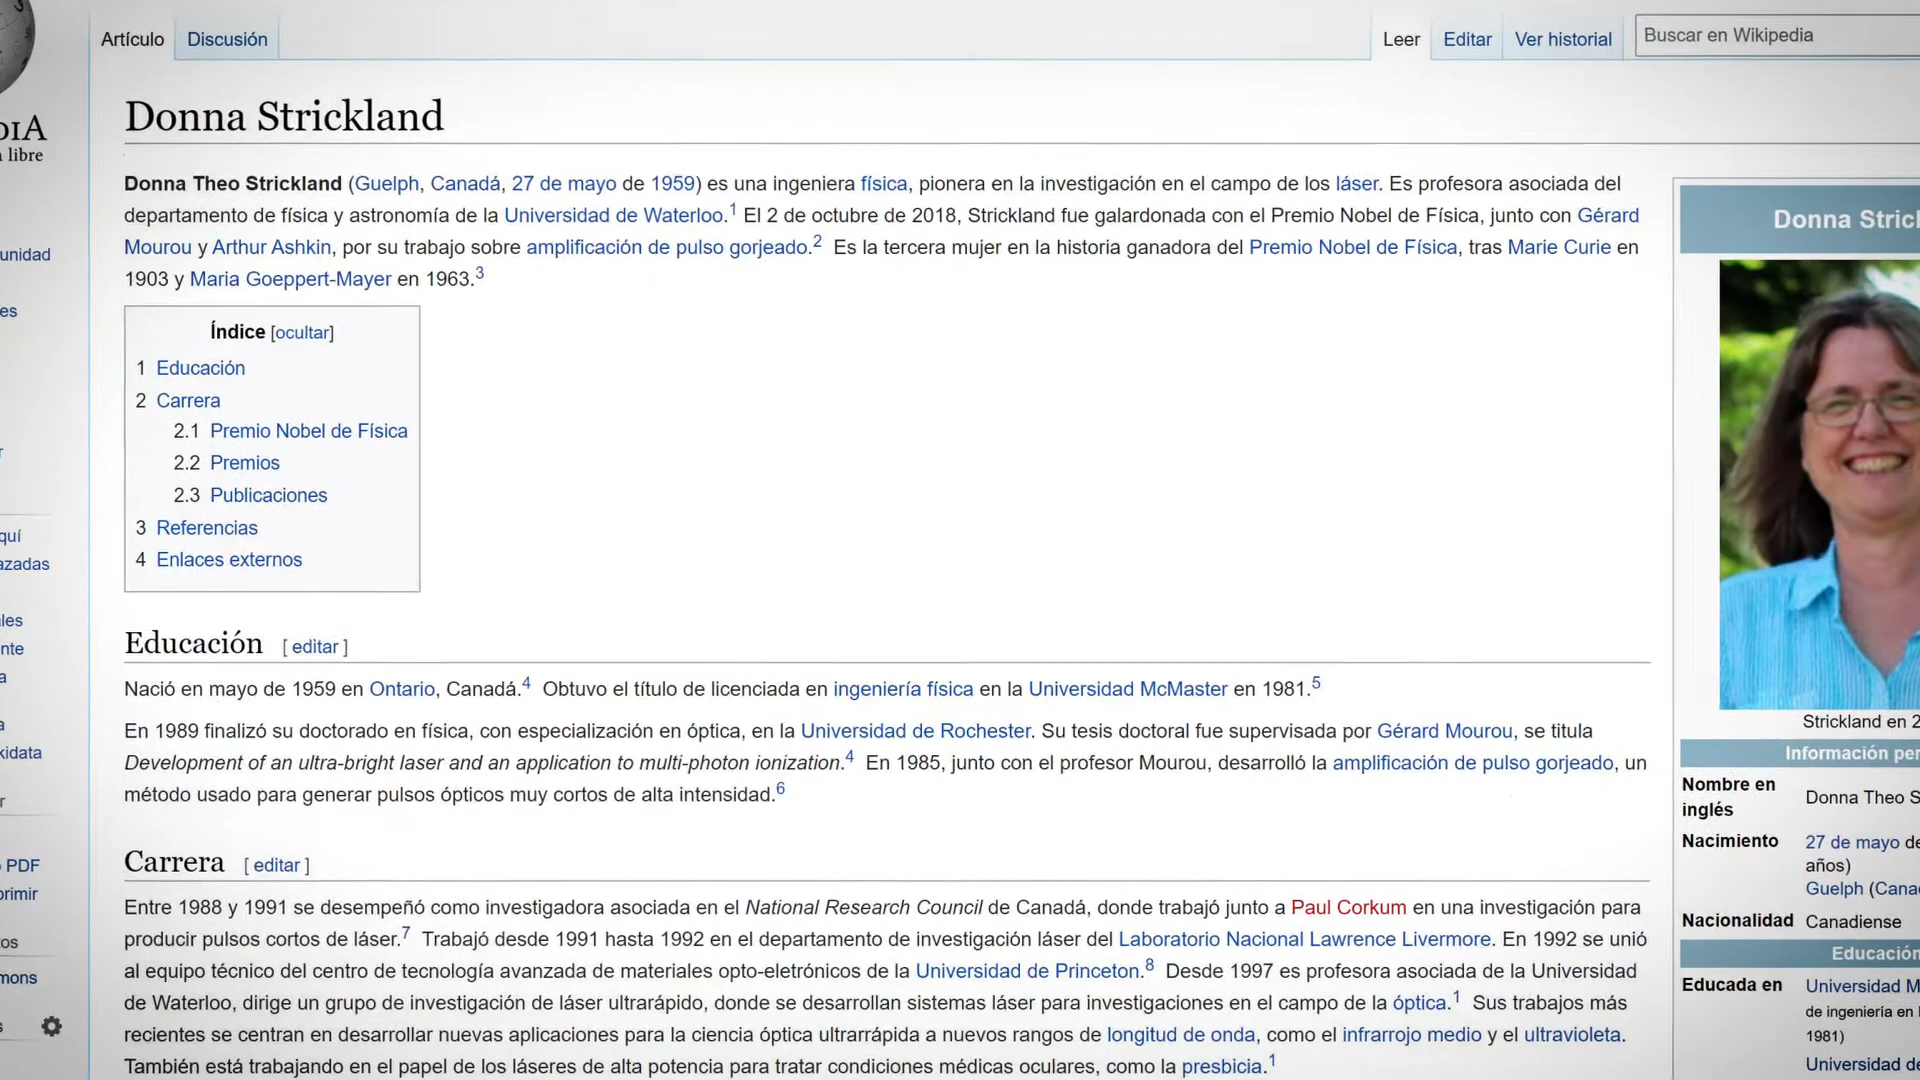 Artículo Discusión Leer Editar Ver historial Buscar en Wikipedia
a libre
Donna Strickland
Donna Theo Strickland (Guelph, Canadá, 27 de mayo de 1959) es una ingeniera física, pionera en la investigación en el campo de los láser. Es profesora asociada del
departamento de física y astronomía de la Universidad de Waterloo.1 El 2 de octubre de 2018, Strickland fue galardonada con el Premio Nobel de Física, junto con Gérard
Mourou y Arthur Ashkin, por su trabajo sobre amplificación de pulso gorjeado.2 Es la tercera mujer en la historia ganadora del Premio Nobel de Física, tras Marie Curie en
1903 y Maria Goeppert-Mayer en 1963.3
Índice [ocultar]
1 Educación
2 Carrera
2.1 Premio Nobel de Física
2.2 Premios
2.3 Publicaciones
3 Referencias
4 Enlaces externos
Educación [ editar ]
Nació en mayo de 1959 en Ontario, Canadá.4 Obtuvo el título de licenciada en ingeniería física en la Universidad McMaster en 1981.5
En 1989 finalizó su doctorado en física, con especialización en óptica, en la Universidad de Rochester. Su tesis doctoral fue supervisada por Gérard Mourou, se titula
Development of an ultra-bright laser and an application to multi-photon ionization.4 En 1985, junto con el profesor Mourou, desarrolló la amplificación de pulso gorjeado, un
método usado para generar pulsos ópticos muy cortos de alta intensidad.6
Carrera [ editar ]
Entre 1988 y 1991 se desempeñó como investigadora asociada en el National Research Council de Canadá, donde trabajó junto a Paul Corkum en una investigación para
producir pulsos cortos de láser.7 Trabajó desde 1991 hasta 1992 en el departamento de investigación láser del Laboratorio Nacional Lawrence Livermore. En 1992 se unió
al equipo técnico del centro de tecnología avanzada de materiales opto-eletrónicos de la Universidad de Princeton.8 Desde 1997 es profesora asociada de la Universidad
de Waterloo, dirige un grupo de investigación de láser ultrarápido, donde se desarrollan sistemas láser para investigaciones en el campo de la óptica.1 Sus trabajos más
recientes se centran en desarrollar nuevas aplicaciones para la ciencia óptica ultrarrápida a nuevos rangos de longitud de onda, como el infrarrojo medio y el ultravioleta.
También está trabajando en el papel de los láseres de alta potencia para tratar condiciones médicas oculares, como la presbicia.1
Donna Strick
Strickland en 2
Información per
Nombre en
inglés
Donna Theo S
Nacimiento
27 de mayo de
años)
Guelph (Cana
Nacionalidad Canadiense
Educación
Educada en
Universidad M
de ingeniería en
1981)
Universidad de
PDF